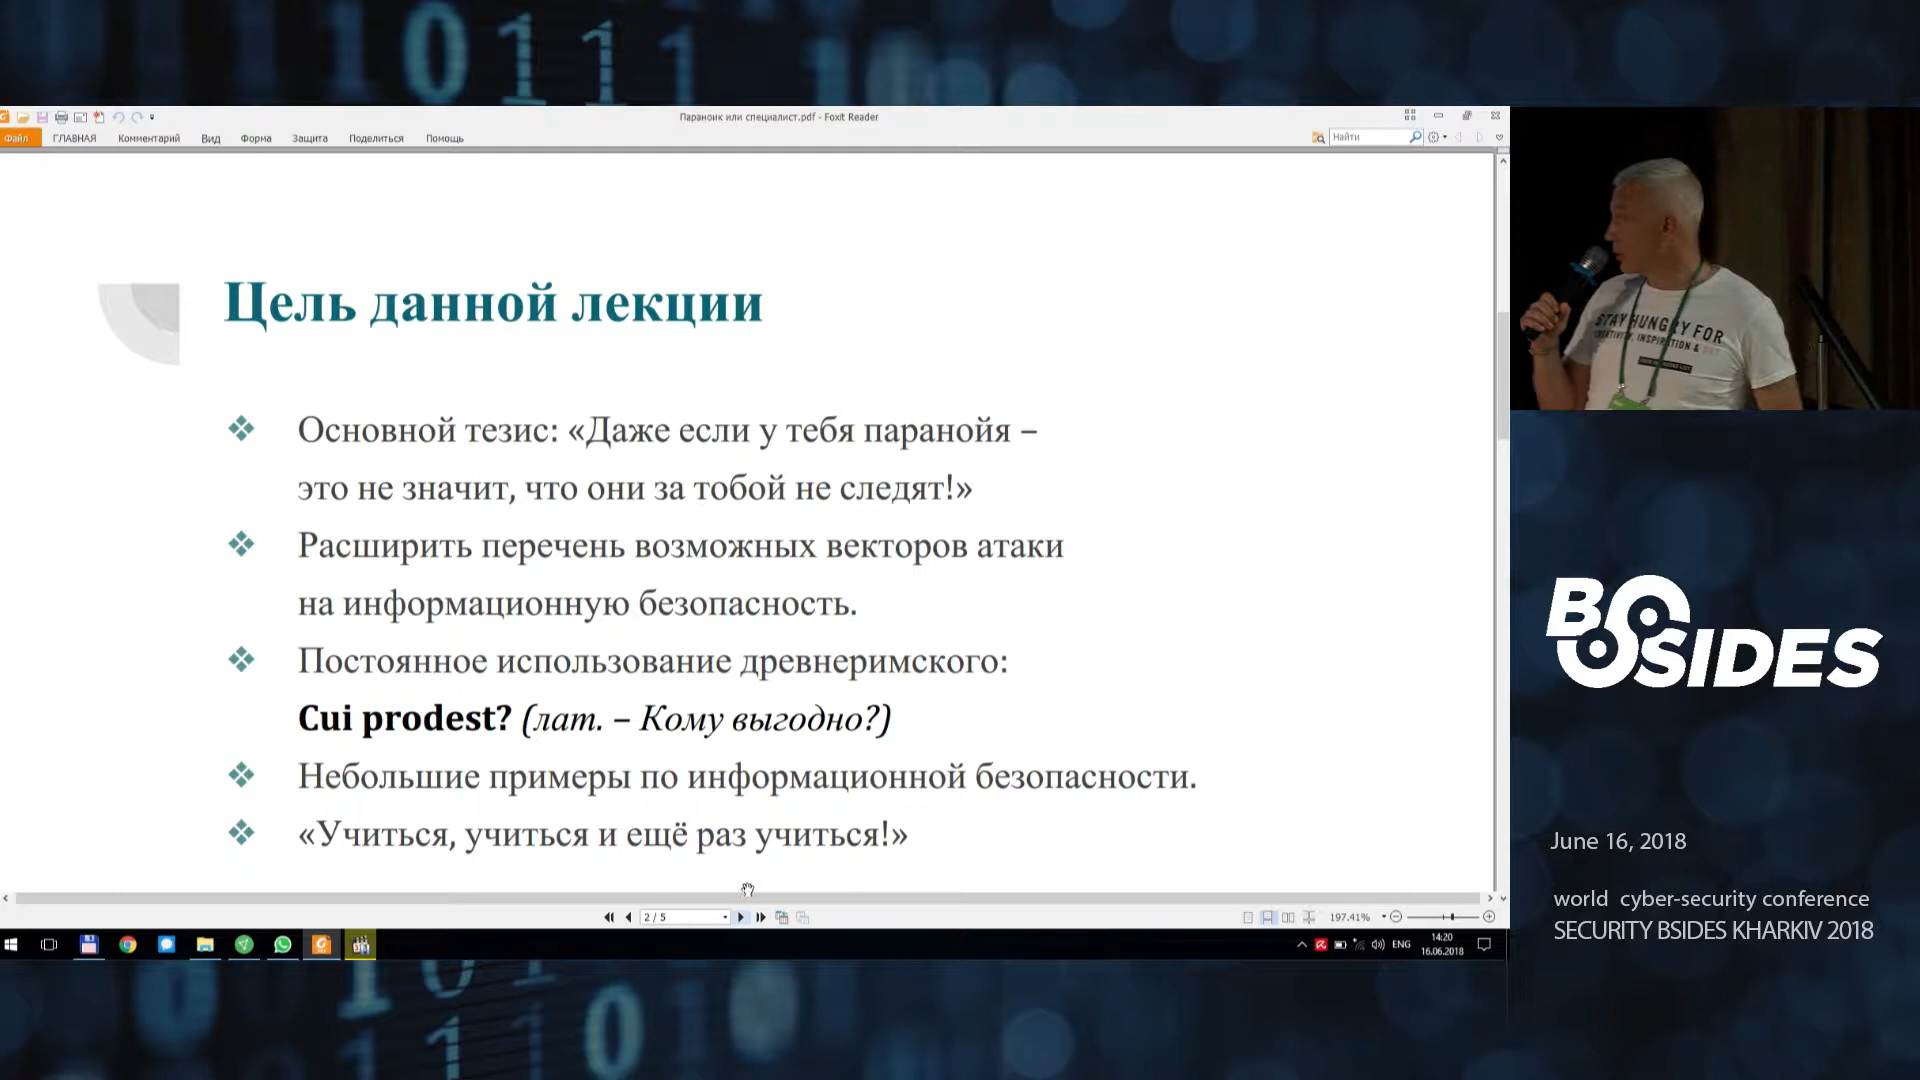 10111
Параноик или специалист.pdf - Foxit Reader
Файл ГЛАВНАЯ Комментарий Вид Форма Защита Поделиться Помощь
Найти
Цель данной лекции
Основной тезис: «Даже если у тебя паранойя –
это не значит, что они за тобой не следят!»
Расширить перечень возможных векторов атаки
на информационную безопасность.
Постоянное использование древнеримского:
Cui prodest? (лат. – Кому выгодно?)
Небольшие примеры по информационной безопасности.
«Учиться, учиться и ещё раз учиться!»
2 / 5
197.41%
ENG
14:20
16.06.2018
STAY HUNGRY FOR
BSIDES
June 16, 2018
world cyber-security conference
SECURITY BSIDES KHARKIV 2018